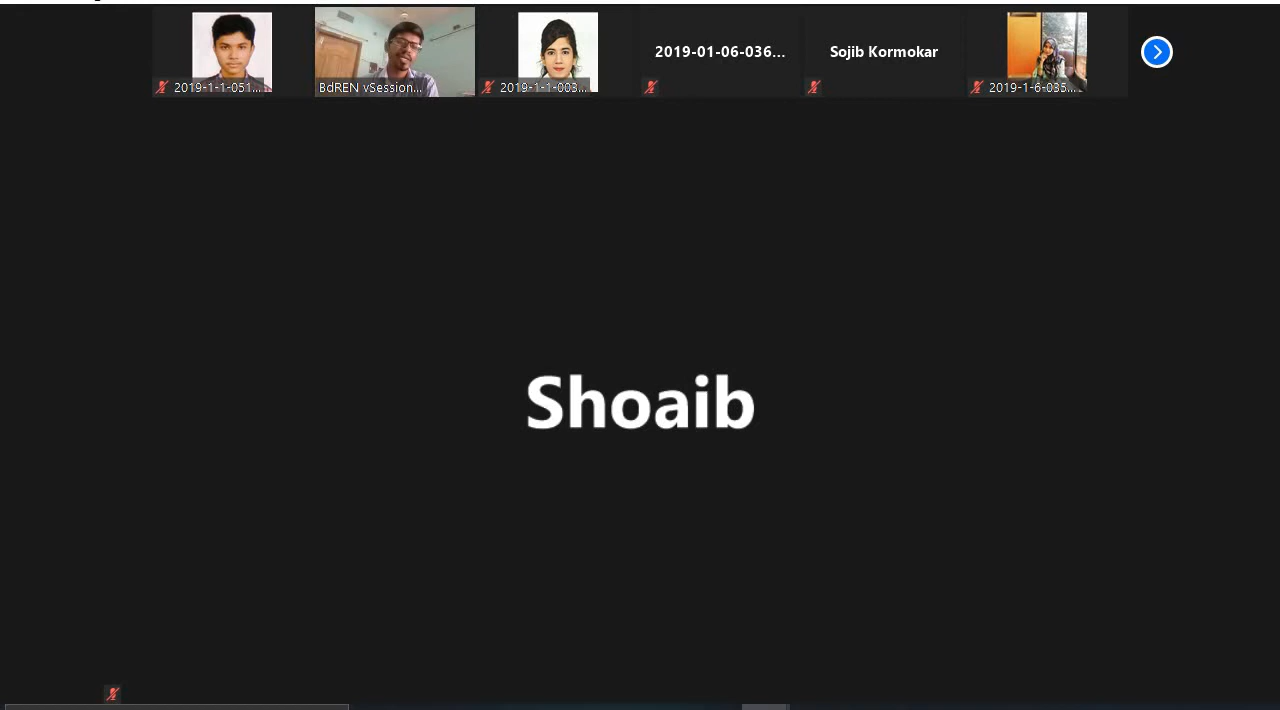 2019-1-1-051...
BdREN vSession...
2019-1-1-003...
2019-01-06-036...
Sojib Kormokar
2019-1-6-035...
Shoaib